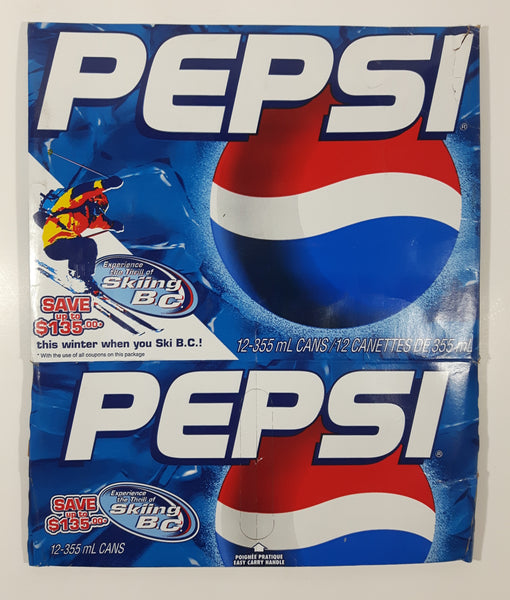 PEPSI
®
Experience
the Thrill of
Skiing
B.C.
SAVE
up to
$135.00*
this winter when you Ski B.C.!
* With the use of all coupons on this package
12-355 mL CANS /12 CANETTES DE 355 mL
PEPSI
®
SAVE
up to
$135.00*
Experience
the Thrill of
Skiing
B.C.
12-355 mL CANS
POIGNÉE PRATIQUE
EASY CARRY HANDLE